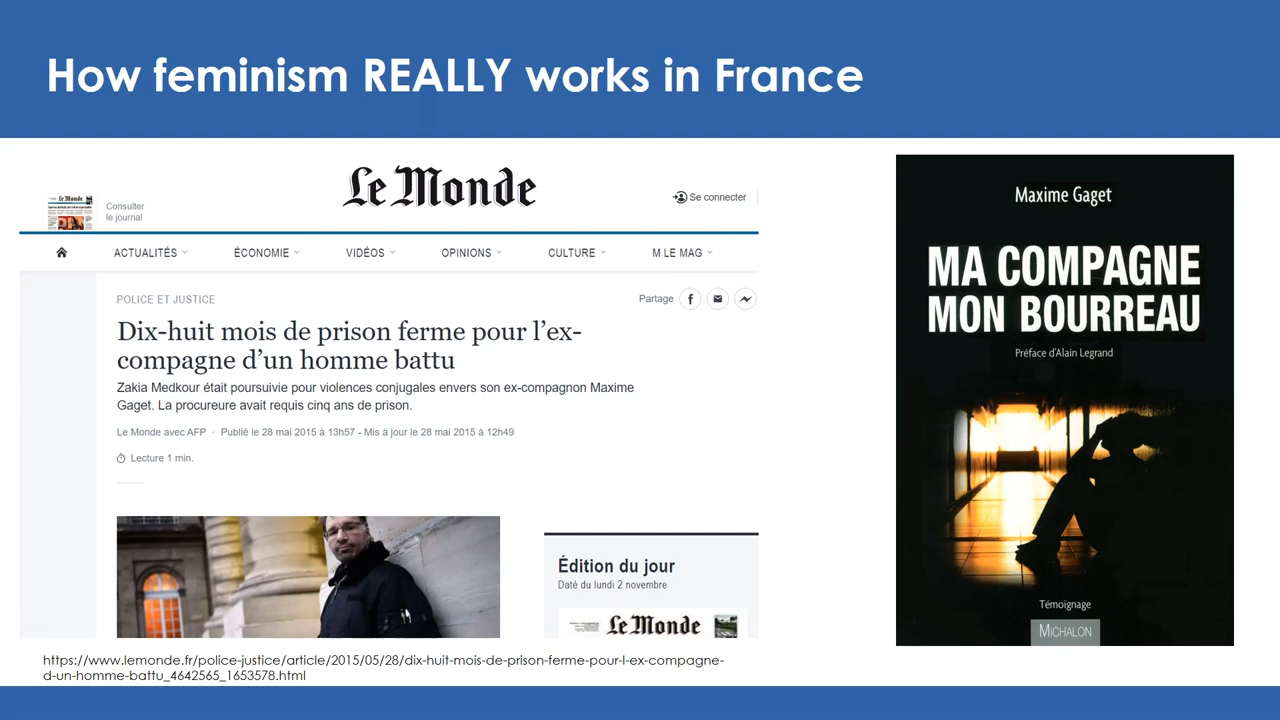 How feminism REALLY works in France
Le Monde
Consulter
le journal
Le Monde
Se connecter
ACTUALITÉS
ÉCONOMIE
VIDÉOS
OPINIONS
CULTURE
M LE MAG
POLICE ET JUSTICE
Partage
Dix-huit mois de prison ferme pour l’ex-
compagne d’un homme battu
Zakia Medkour était poursuivie pour violences conjugales envers son ex-compagnon Maxime
Gaget. La procureure avait requis cinq ans de prison.
Le Monde avec AFP · Publié le 28 mai 2015 à 13h57 - Mis à jour le 28 mai 2015 à 12h49
Lecture 1 min.
Édition du jour
Daté du lundi 2 novembre
Le Monde
https://www.lemonde.fr/police-justice/article/2015/05/28/dix-huit-mois-de-prison-ferme-pour-l-ex-compagne-
d-un-homme-battu_4642565_1653578.html
Maxime Gaget
MA COMPAGNE
MON BOURREAU
Préface d'Alain Legrand
Témoignage
MICHALON